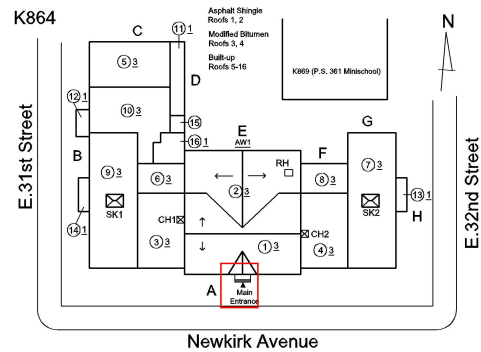 K864
Asphalt Shingle
Roofs 1, 2
Modified Bitumen
Roofs 3, 4
Built-up
Roofs 5-16
N
K869 (P.S. 361 Minischool)
C
11 1
5 3
D
12 1
10 3
15
16 1
E
AW1
F
G
E.31st Street
B
9 3
SK1
6 3
RH
2 3
8 3
7 3
SK2
13 1
H
E.32nd Street
14 1
CH1
3 3
1 3
CH2
4 3
A
Main
Entrance
Newkirk Avenue